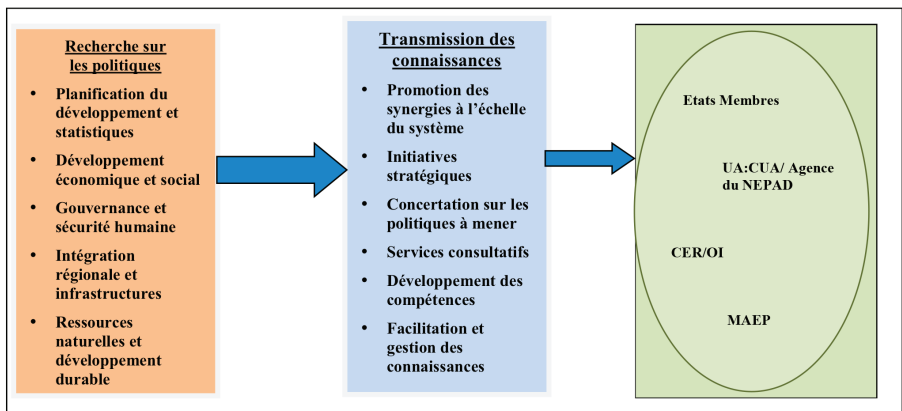 Recherche sur
les politiques
• Planification du
développement et
statistiques
• Développement
économique et social
• Gouvernance et
sécurité humaine
• Intégration
régionale et
infrastructures
• Ressources
naturelles et
développement
durable
Transmission des
connaissances
• Promotion des
synergies à l’échelle
du système
• Initiatives
stratégiques
• Concertation sur les
politiques à mener
• Services consultatifs
• Développement des
compétences
• Facilitation et
gestion des
connaissances
Etats Membres
UA:CUA/ Agence
du NEPAD
CER/OI
MAEP